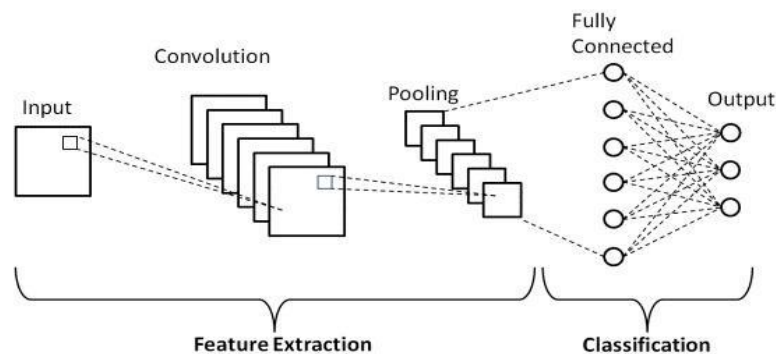 Input
Convolution
Pooling
Fully
Connected
Output
Feature Extraction
Classification